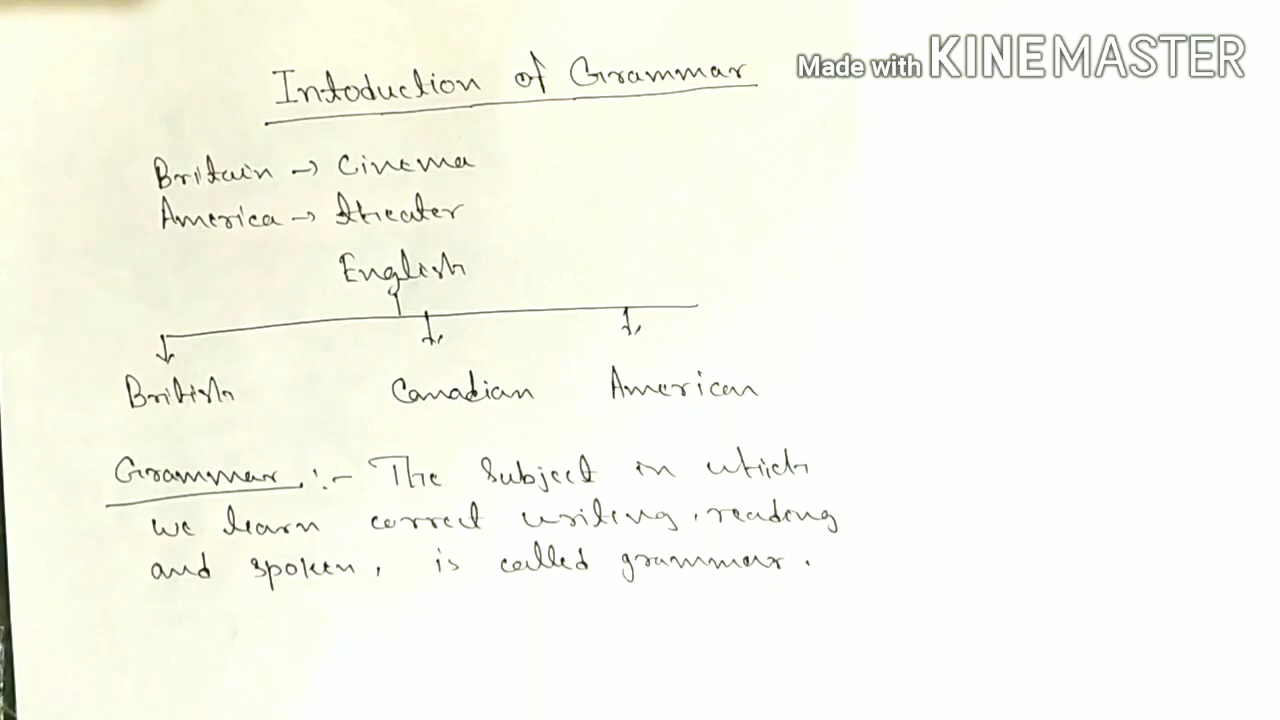 Made with KINEMASTER
Intoduction of Grammar
Britain → Cinema
America → theater
English
British Canadian American
Grammar :- The subject in which
we learn correct writing, reading
and spoken, is called grammar.